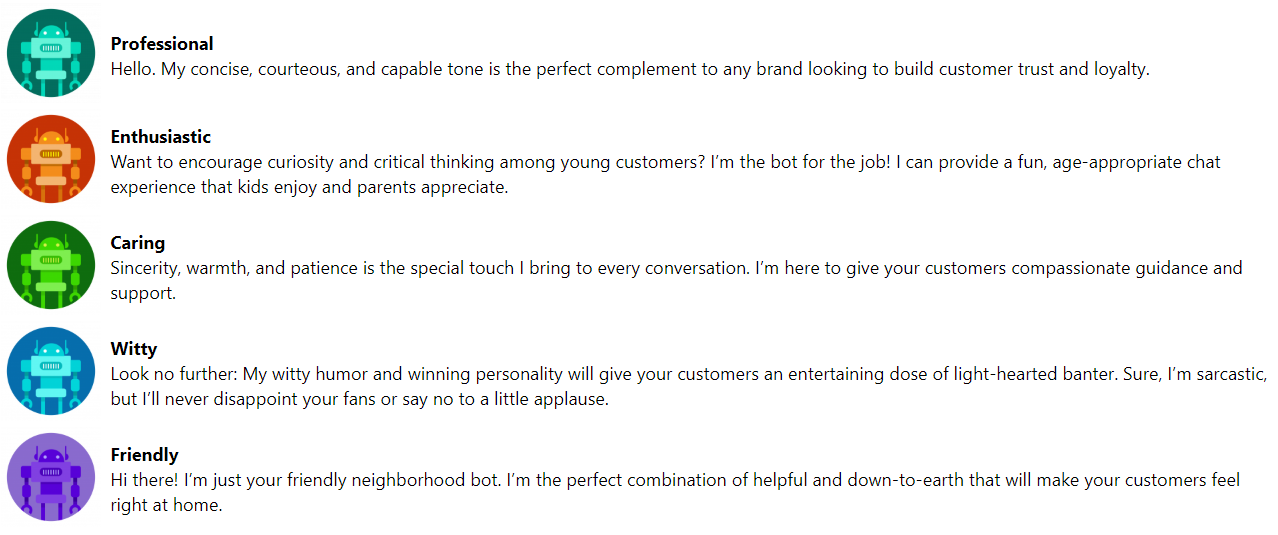 Professional
Hello. My concise, courteous, and capable tone is the perfect complement to any brand looking to build customer trust and loyalty.
Enthusiastic
Want to encourage curiosity and critical thinking among young customers? I’m the bot for the job! I can provide a fun, age-appropriate chat
experience that kids enjoy and parents appreciate.
Caring
Sincerity, warmth, and patience is the special touch I bring to every conversation. I’m here to give your customers compassionate guidance and
support.
Witty
Look no further: My witty humor and winning personality will give your customers an entertaining dose of light-hearted banter. Sure, I’m sarcastic,
but I’ll never disappoint your fans or say no to a little applause.
Friendly
Hi there! I’m just your friendly neighborhood bot. I’m the perfect combination of helpful and down-to-earth that will make your customers feel
right at home.